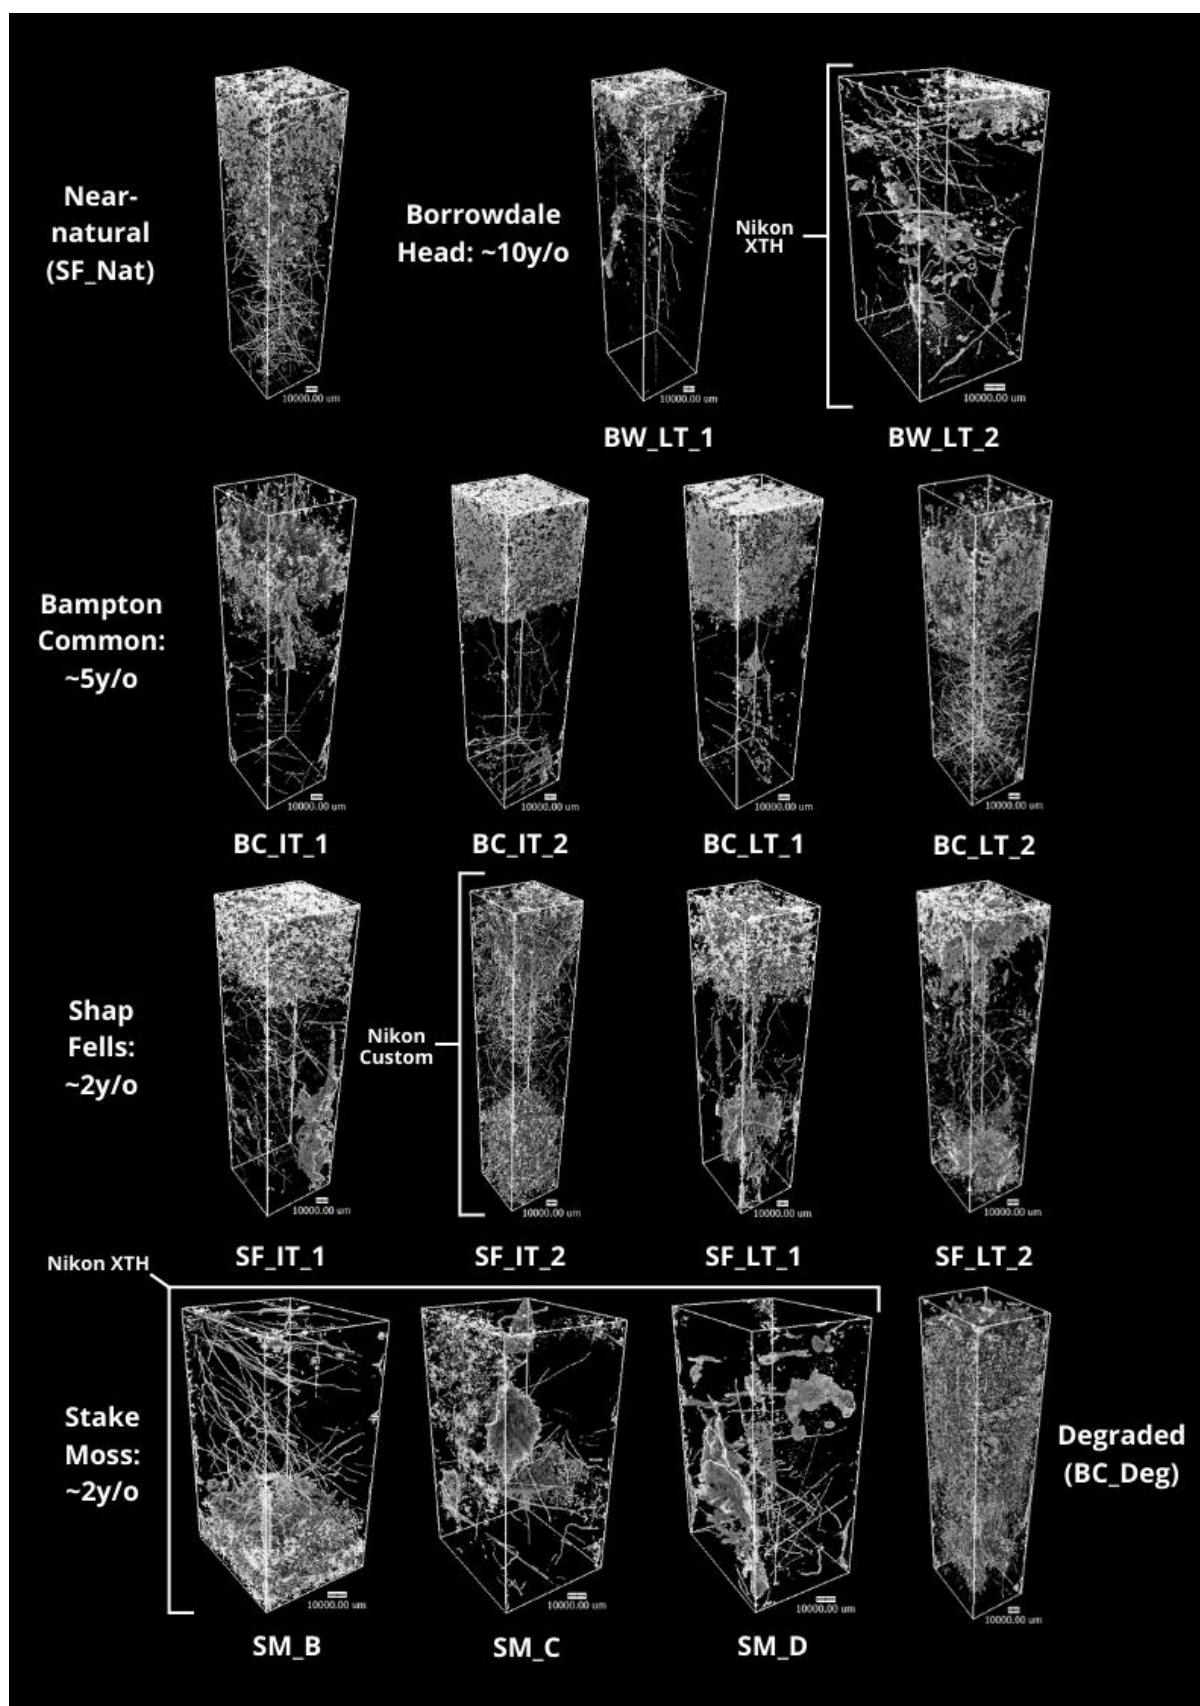 Near-
natural
(SF_Nat)
10000.00 um
Borrowdale
Head: ~10y/o
10000.00 um
BW_LT_1
Nikon
XTH
10000.00 um
BW_LT_2
Bampton
Common:
~5y/o
10000.00 um
BC_IT_1
10000.00 um
BC_IT_2
10000.00 um
BC_LT_1
10000.00 um
BC_LT_2
Shap
Fells:
~2y/o
10000.00 um
SF_IT_1
Nikon
Custom
10000.00 um
SF_IT_2
10000.00 um
SF_LT_1
10000.00 um
SF_LT_2
Nikon XTH
Stake
Moss:
~2y/o
10000.00 um
SM_B
10000.00 um
SM_C
10000.00 um
SM_D
10000.00 um
Degraded
(BC_Deg)